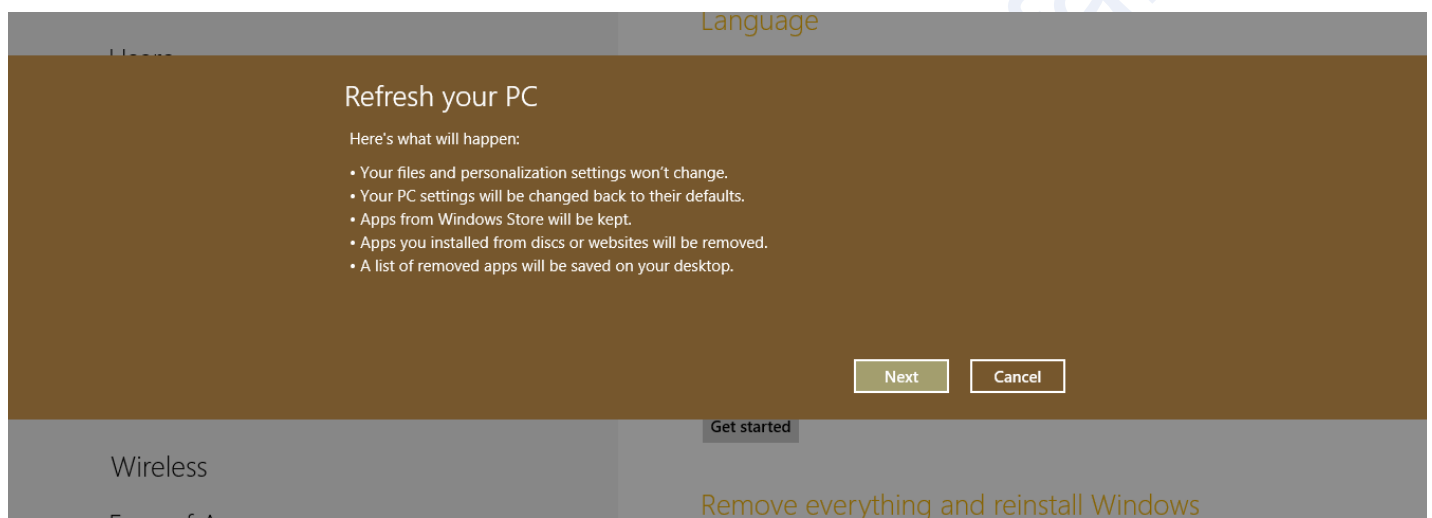 Language
Users
Refresh your PC
Here's what will happen:
• Your files and personalization settings won't change.
• Your PC settings will be changed back to their defaults.
• Apps from Windows Store will be kept.
• Apps you installed from discs or websites will be removed.
• A list of removed apps will be saved on your desktop.
Next Cancel
Get started
Wireless
Remove everything and reinstall Windows